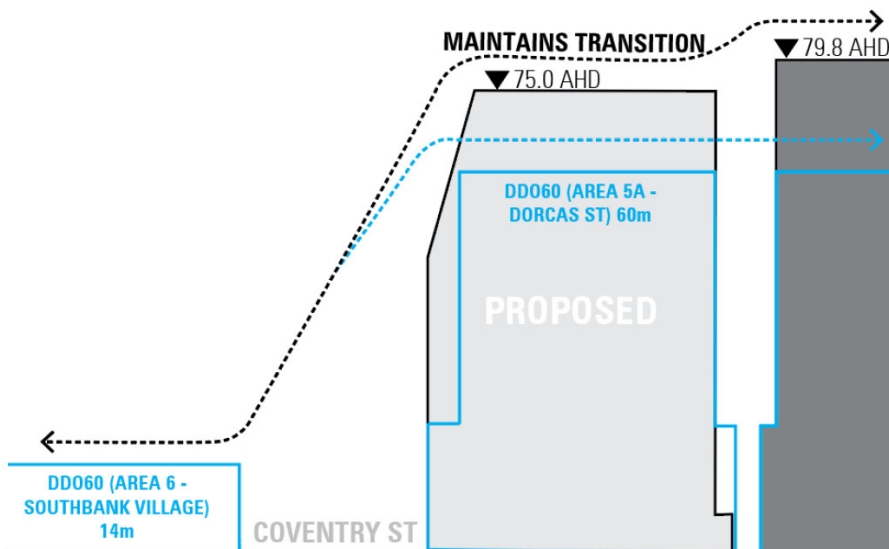 MAINTAINS TRANSITION
79.8 AHD
75.0 AHD
DDO60 (AREA 5A -
DORCAS ST) 60m
PROPOSED
DDO60 (AREA 6 -
SOUTHBANK VILLAGE)
14m
COVENTRY ST